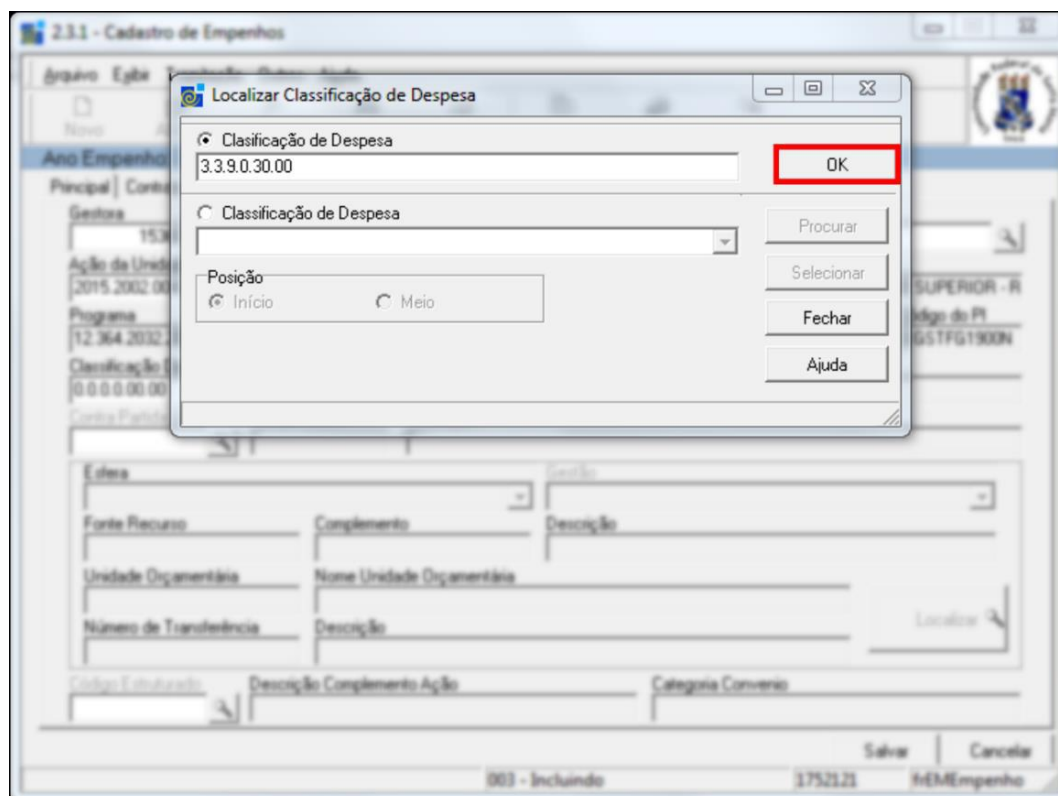 2.3.1 - Cadastro de Empenhos
Arquivo Exibir
Novo
Localizar Classificação de Despesa
Clasificação de Despesa
3.3.9.0.30.00
OK
Classificação de Despesa
Procurar
Posição
Início Meio
Selecionar
Fechar
Ajuda
Ano Empenho
Principal
Gestora
Ação da Unid
2015.2002.00 SUPERIOR - R
Programa digo do PI
12.364.2032. GSTFG1900N
Classificação
0.0.0.0.00.00
Contra Partida
Esfera Gestão
Fonte Recurso Complemento Descrição
Unidade Orçamentária Nome Unidade Orçamentária
Número de Transferência Descrição
Localizar
Código Estruturado Descrição Complemento Ação Categoria Convenio
Salvar Cancelar
003 - Incluindo 1752121 frEMEmpenho